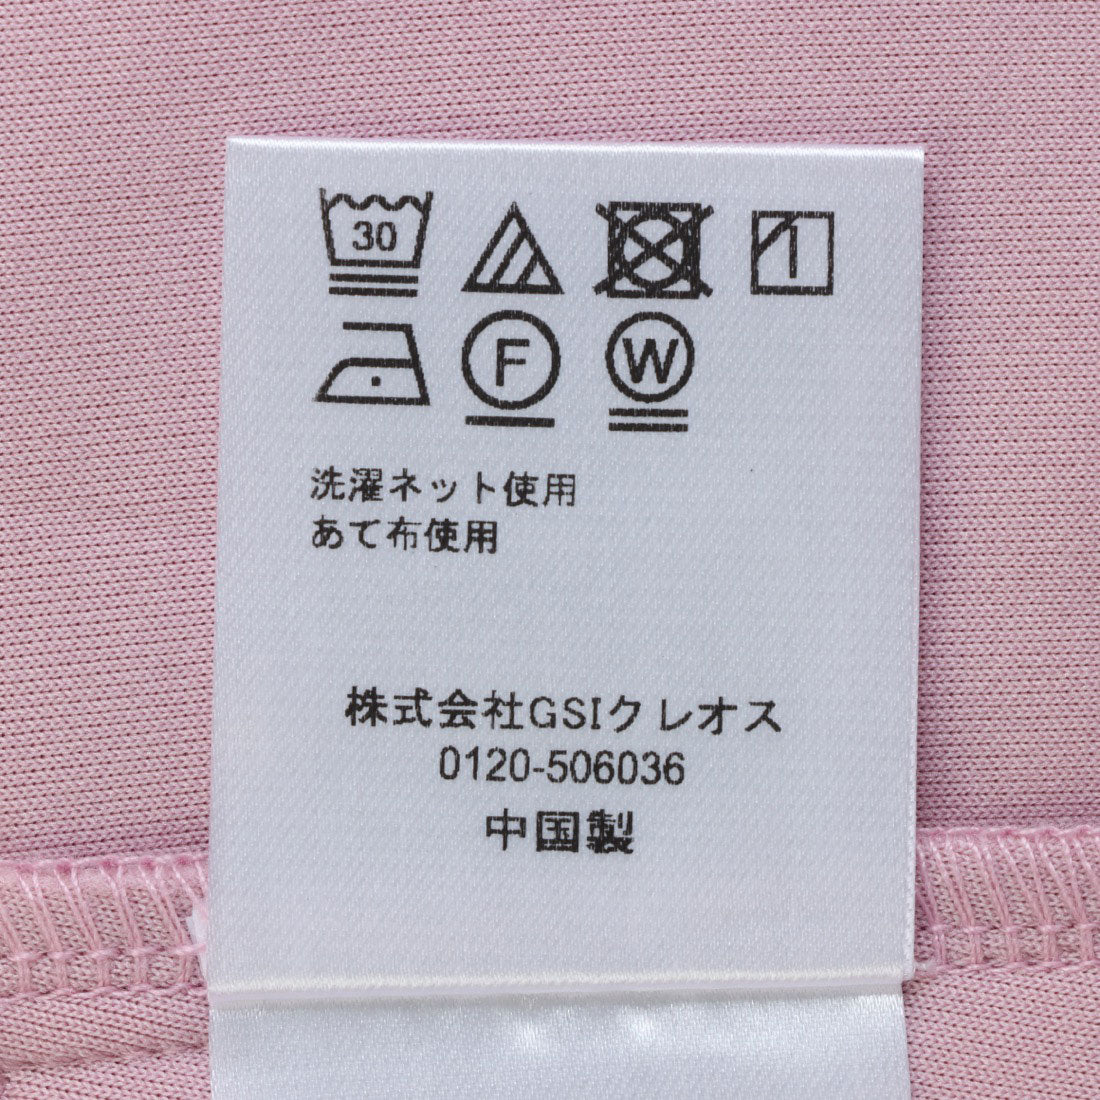 30
F W
洗濯ネット使用
あて布使用
株式会社GSIクレオス
0120-506036
中国製